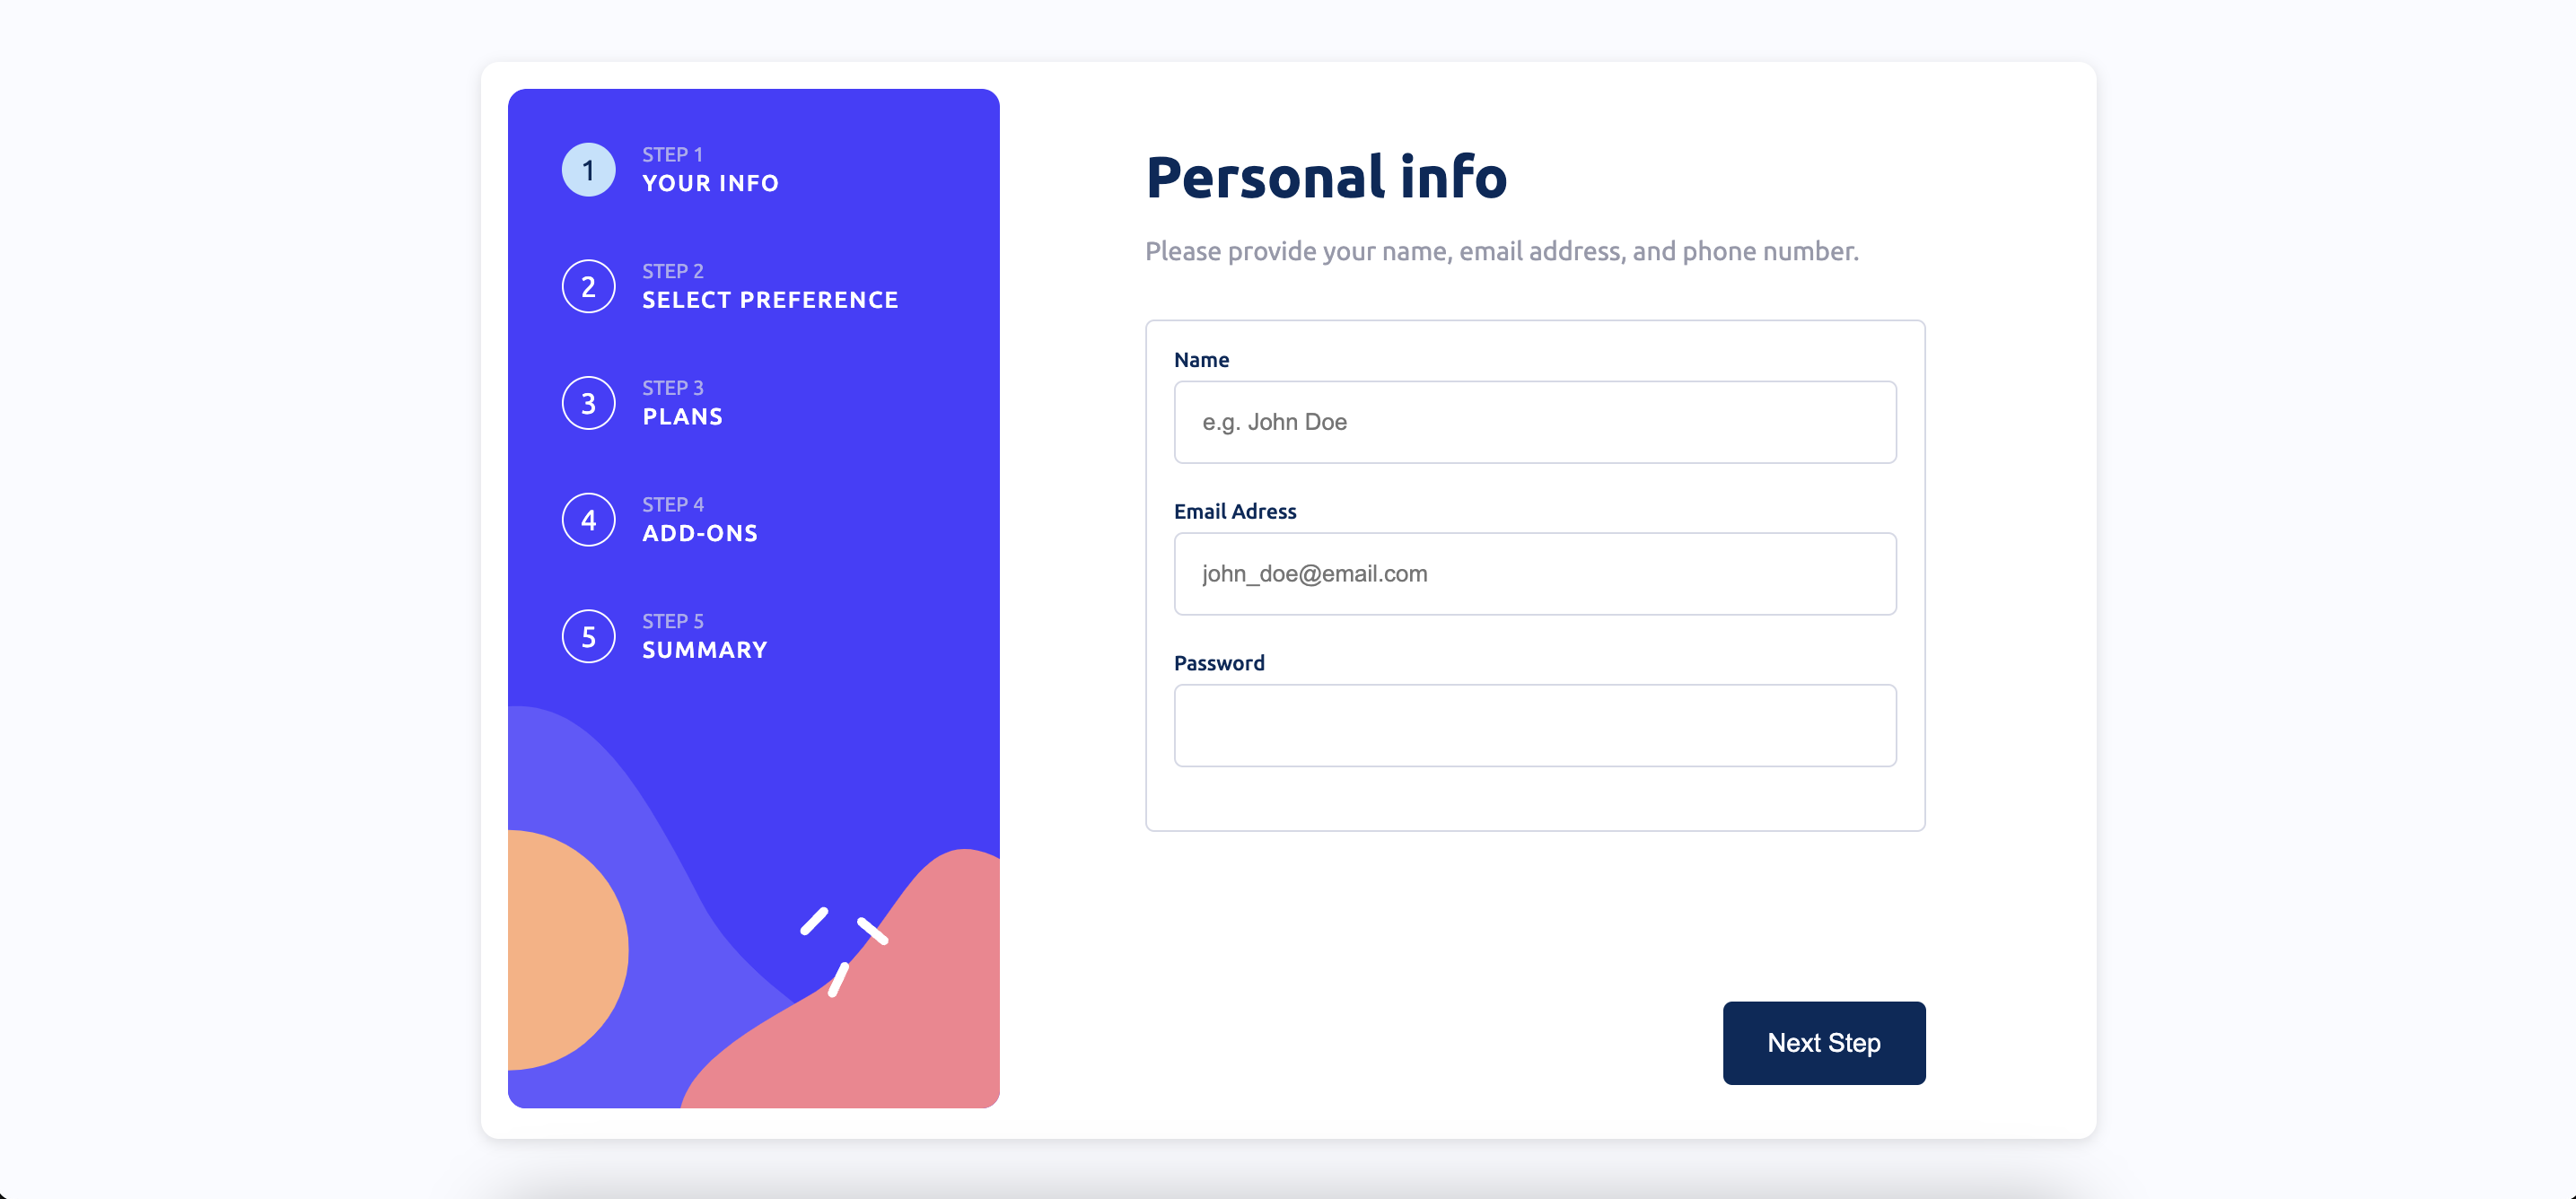 1
STEP 1
YOUR INFO
2
STEP 2
SELECT PREFERENCE
3
STEP 3
PLANS
4
STEP 4
ADD-ONS
5
STEP 5
SUMMARY
Personal info
Please provide your name, email address, and phone number.
Name
e.g. John Doe
Email Adress
john_doe@email.com
Password
Next Step